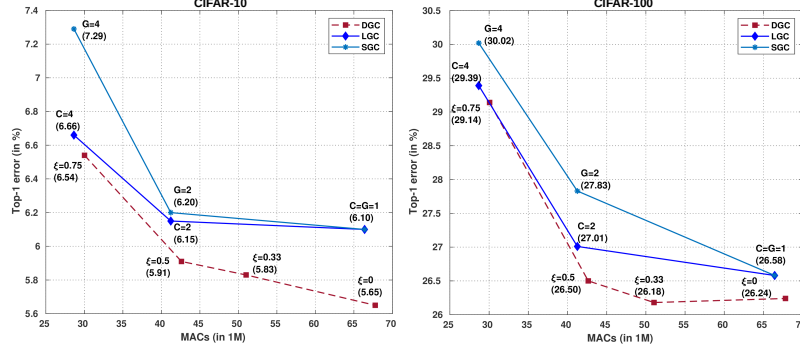 CIFAR-10
Top-1 error (in %)
7.4
7.2
7
6.8
6.6
6.4
6.2
6
5.8
5.6
G=4
(7.29)
C=4
(6.66)
ξ=0.75
(6.54)
G=2
(6.20)
C=2
(6.15)
C=G=1
(6.10)
ξ=0.5
(5.91)
ξ=0.33
(5.83)
ξ=0
(5.65)
DGC
LGC
SGC
25 30 35 40 45 50 55 60 65 70
MACs (in 1M)
CIFAR-100
Top-1 error (in %)
30.5
30
29.5
29
28.5
28
27.5
27
26.5
26
G=4
(30.02)
C=4
(29.39)
ξ=0.75
(29.14)
G=2
(27.83)
C=2
(27.01)
C=G=1
(26.58)
ξ=0.5
(26.50)
ξ=0.33
(26.18)
ξ=0
(26.24)
DGC
LGC
SGC
25 30 35 40 45 50 55 60 65 70
MACs (in 1M)